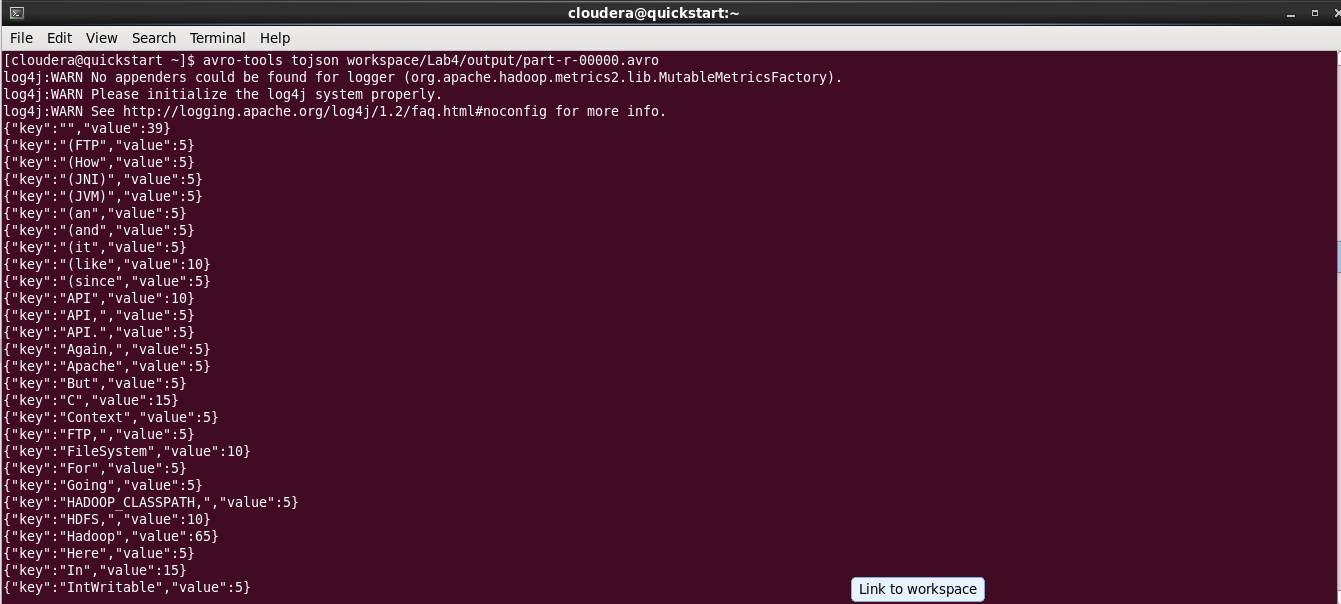 cloudera@quickstart:~
File Edit View Search Terminal Help
[cloudera@quickstart ~]$ avro-tools tojson workspace/Lab4/output/part-r-00000.avro
log4j:WARN No appenders could be found for logger (org.apache.hadoop.metrics2.lib.MutableMetricsFactory).
log4j:WARN Please initialize the log4j system properly.
log4j:WARN See http://logging.apache.org/log4j/1.2/faq.html#noconfig for more info.
{"key":"","value":39}
{"key":"(FTP","value":5}
{"key":"(How","value":5}
{"key":"(JNI)","value":5}
{"key":"(JVM)","value":5}
{"key":"(an","value":5}
{"key":"(and","value":5}
{"key":"(it","value":5}
{"key":"(like","value":10}
{"key":"(since","value":5}
{"key":"API","value":10}
{"key":"API,","value":5}
{"key":"API.","value":5}
{"key":"Again,","value":5}
{"key":"Apache","value":5}
{"key":"But","value":5}
{"key":"C","value":15}
{"key":"Context","value":5}
{"key":"FTP,","value":5}
{"key":"FileSystem","value":10}
{"key":"For","value":5}
{"key":"Going","value":5}
{"key":"HADOOP_CLASSPATH,","value":5}
{"key":"HDFS,","value":10}
{"key":"Hadoop","value":65}
{"key":"Here","value":5}
{"key":"In","value":15}
{"key":"IntWritable","value":5}
Link to workspace